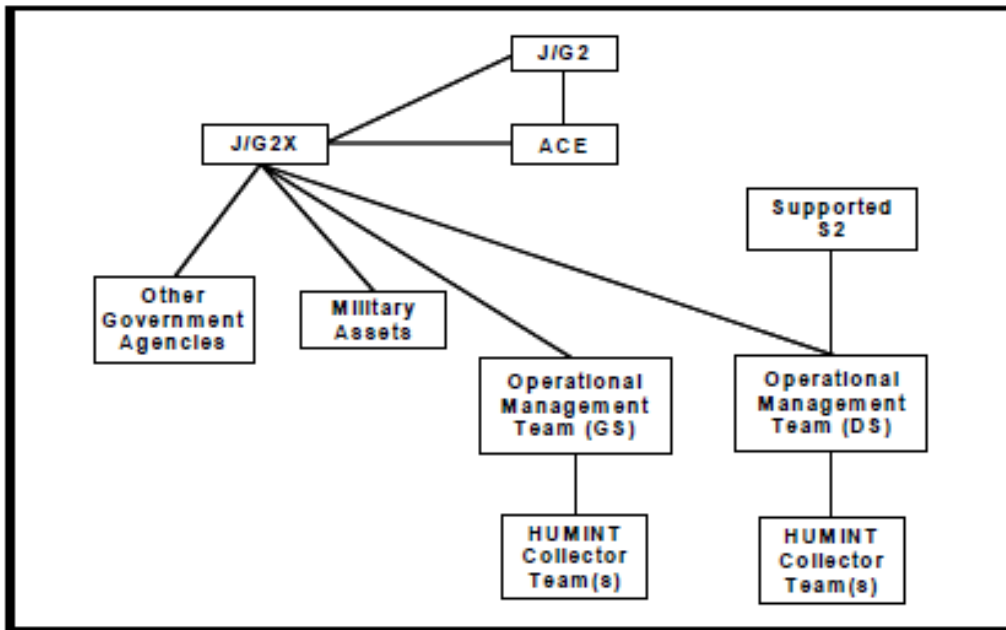 J/G2
J/G2X
ACE
Supported
S2
Other
Government
Agencies
Military
Assets
Operational
Management
Team (GS)
Operational
Management
Team (DS)
HUMINT
Collector
Team(s)
HUMINT
Collector
Team(s)